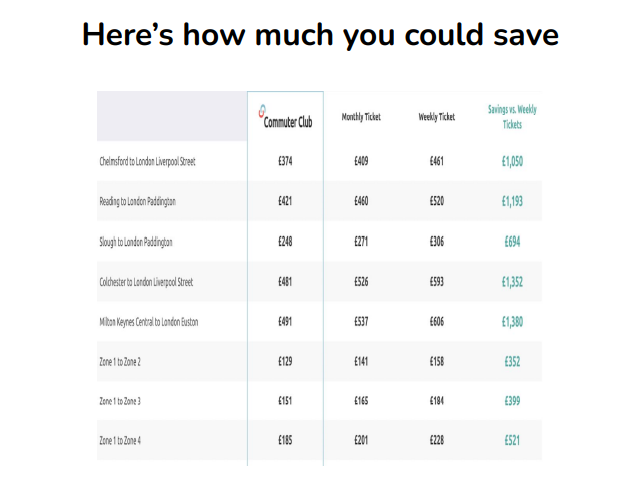 Here’s how much you could save
Commuter Club Monthly Ticket Weekly Ticket Savings vs. Weekly
Tickets
Chelmsford to London Liverpool Street £374 £409 £461 £1,050
Reading to London Paddington £421 £460 £520 £1,193
Slough to London Paddington £248 £271 £306 £694
Colchester to London Liverpool Street £481 £526 £593 £1,352
Milton Keynes Central to London Euston £491 £537 £606 £1,380
Zone 1 to Zone 2 £129 £141 £158 £352
Zone 1 to Zone 3 £151 £165 £184 £399
Zone 1 to Zone 4 £185 £201 £228 £521